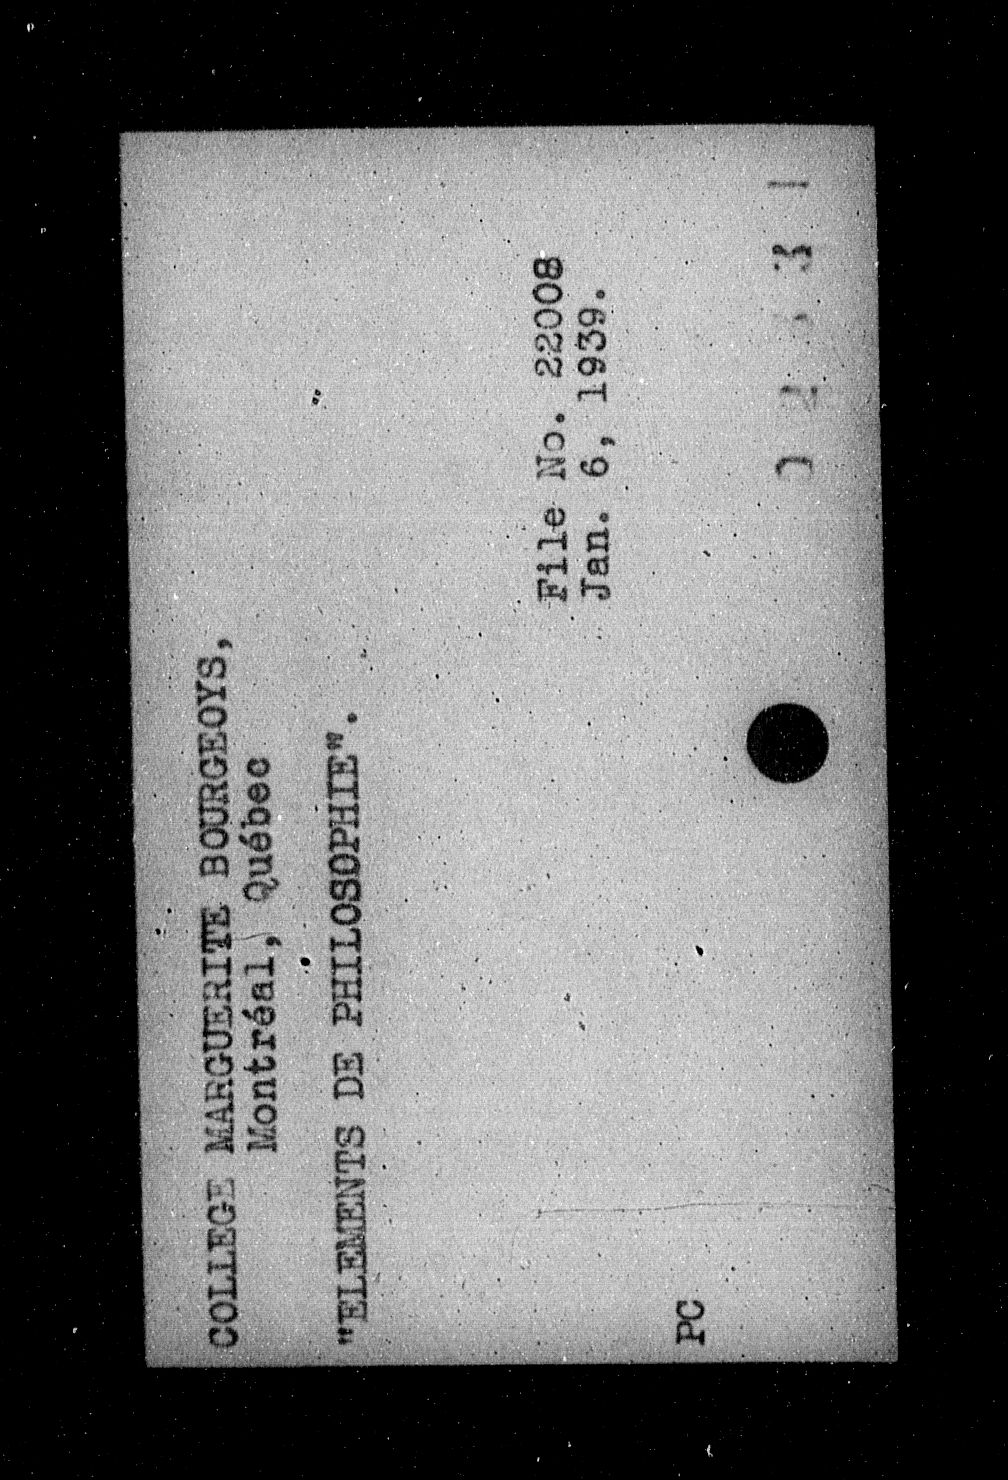 COLLEGE MARGUERITE BOURGEOYS,
Montréal, Québec
"ELEMENTS DE PHILOSOPHIE".
File No. 22008
Jan. 6, 1939.
PC